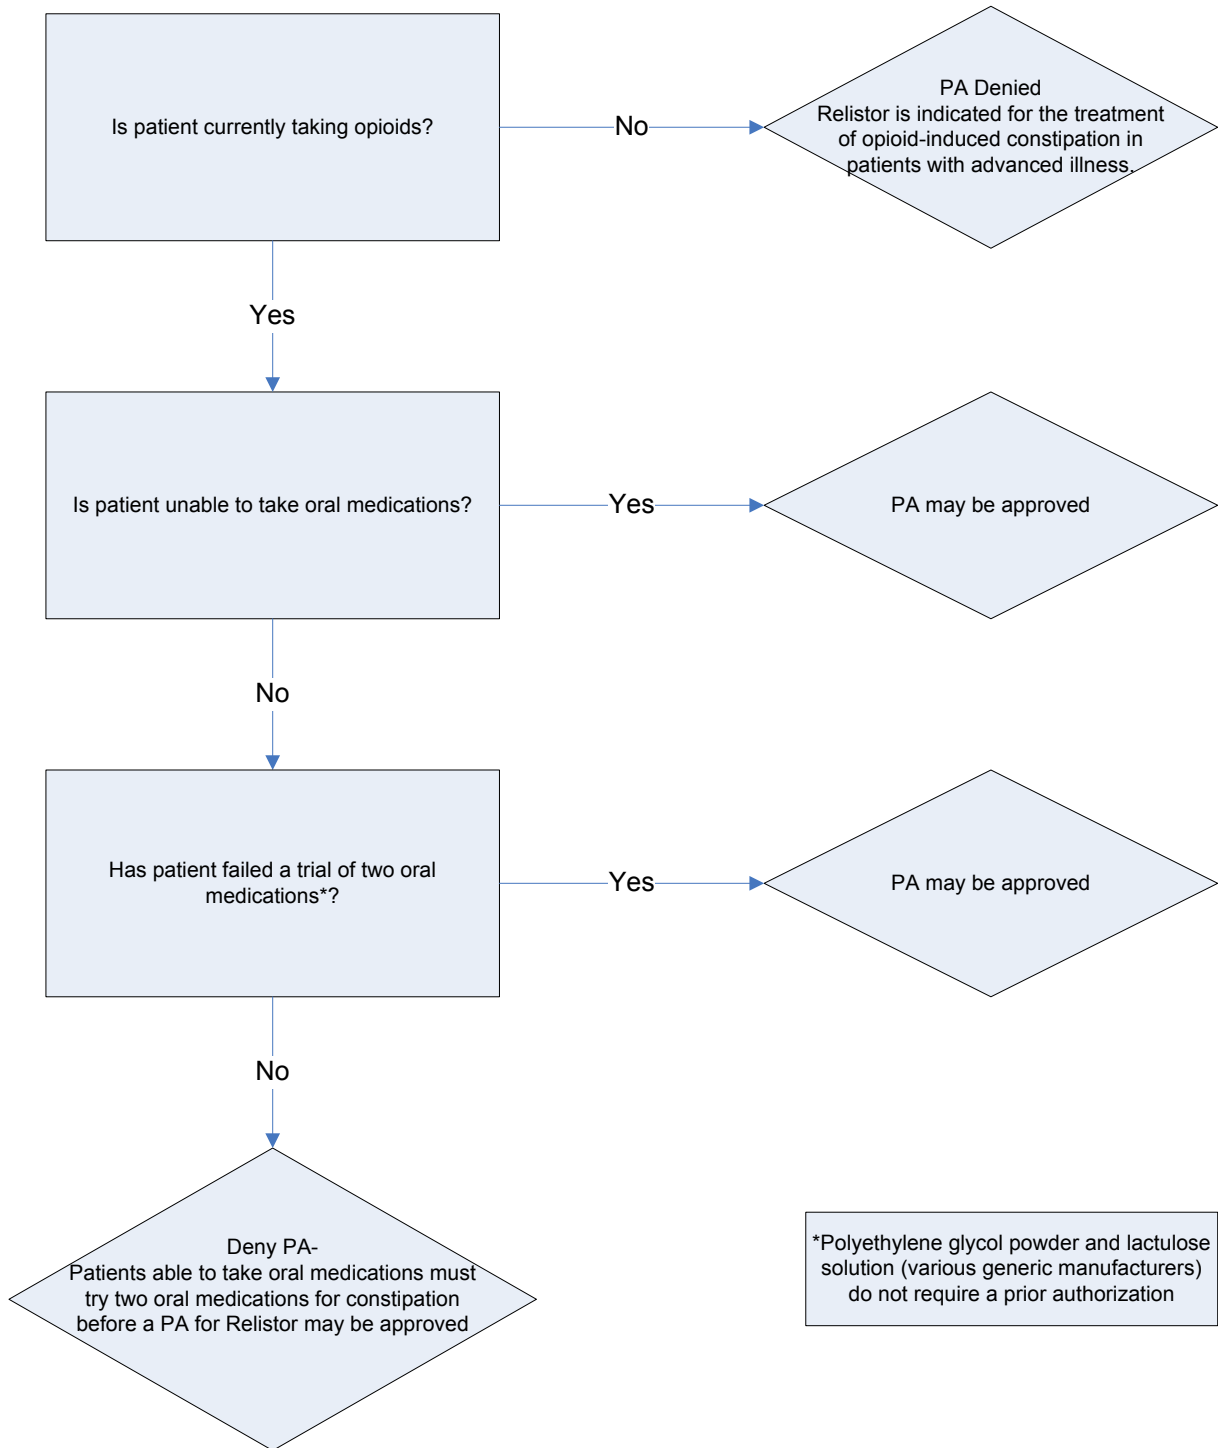 Is patient currently taking opioids?
No
PA Denied
Relistor is indicated for the treatment
of opioid-induced constipation in
patients with advanced illness.
Yes
Is patient unable to take oral medications?
Yes
PA may be approved
No
Has patient failed a trial of two oral
medications*?
Yes
PA may be approved
No
Deny PA-
Patients able to take oral medications must
try two oral medications for constipation
before a PA for Relistor may be approved
*Polyethylene glycol powder and lactulose
solution (various generic manufacturers)
do not require a prior authorization